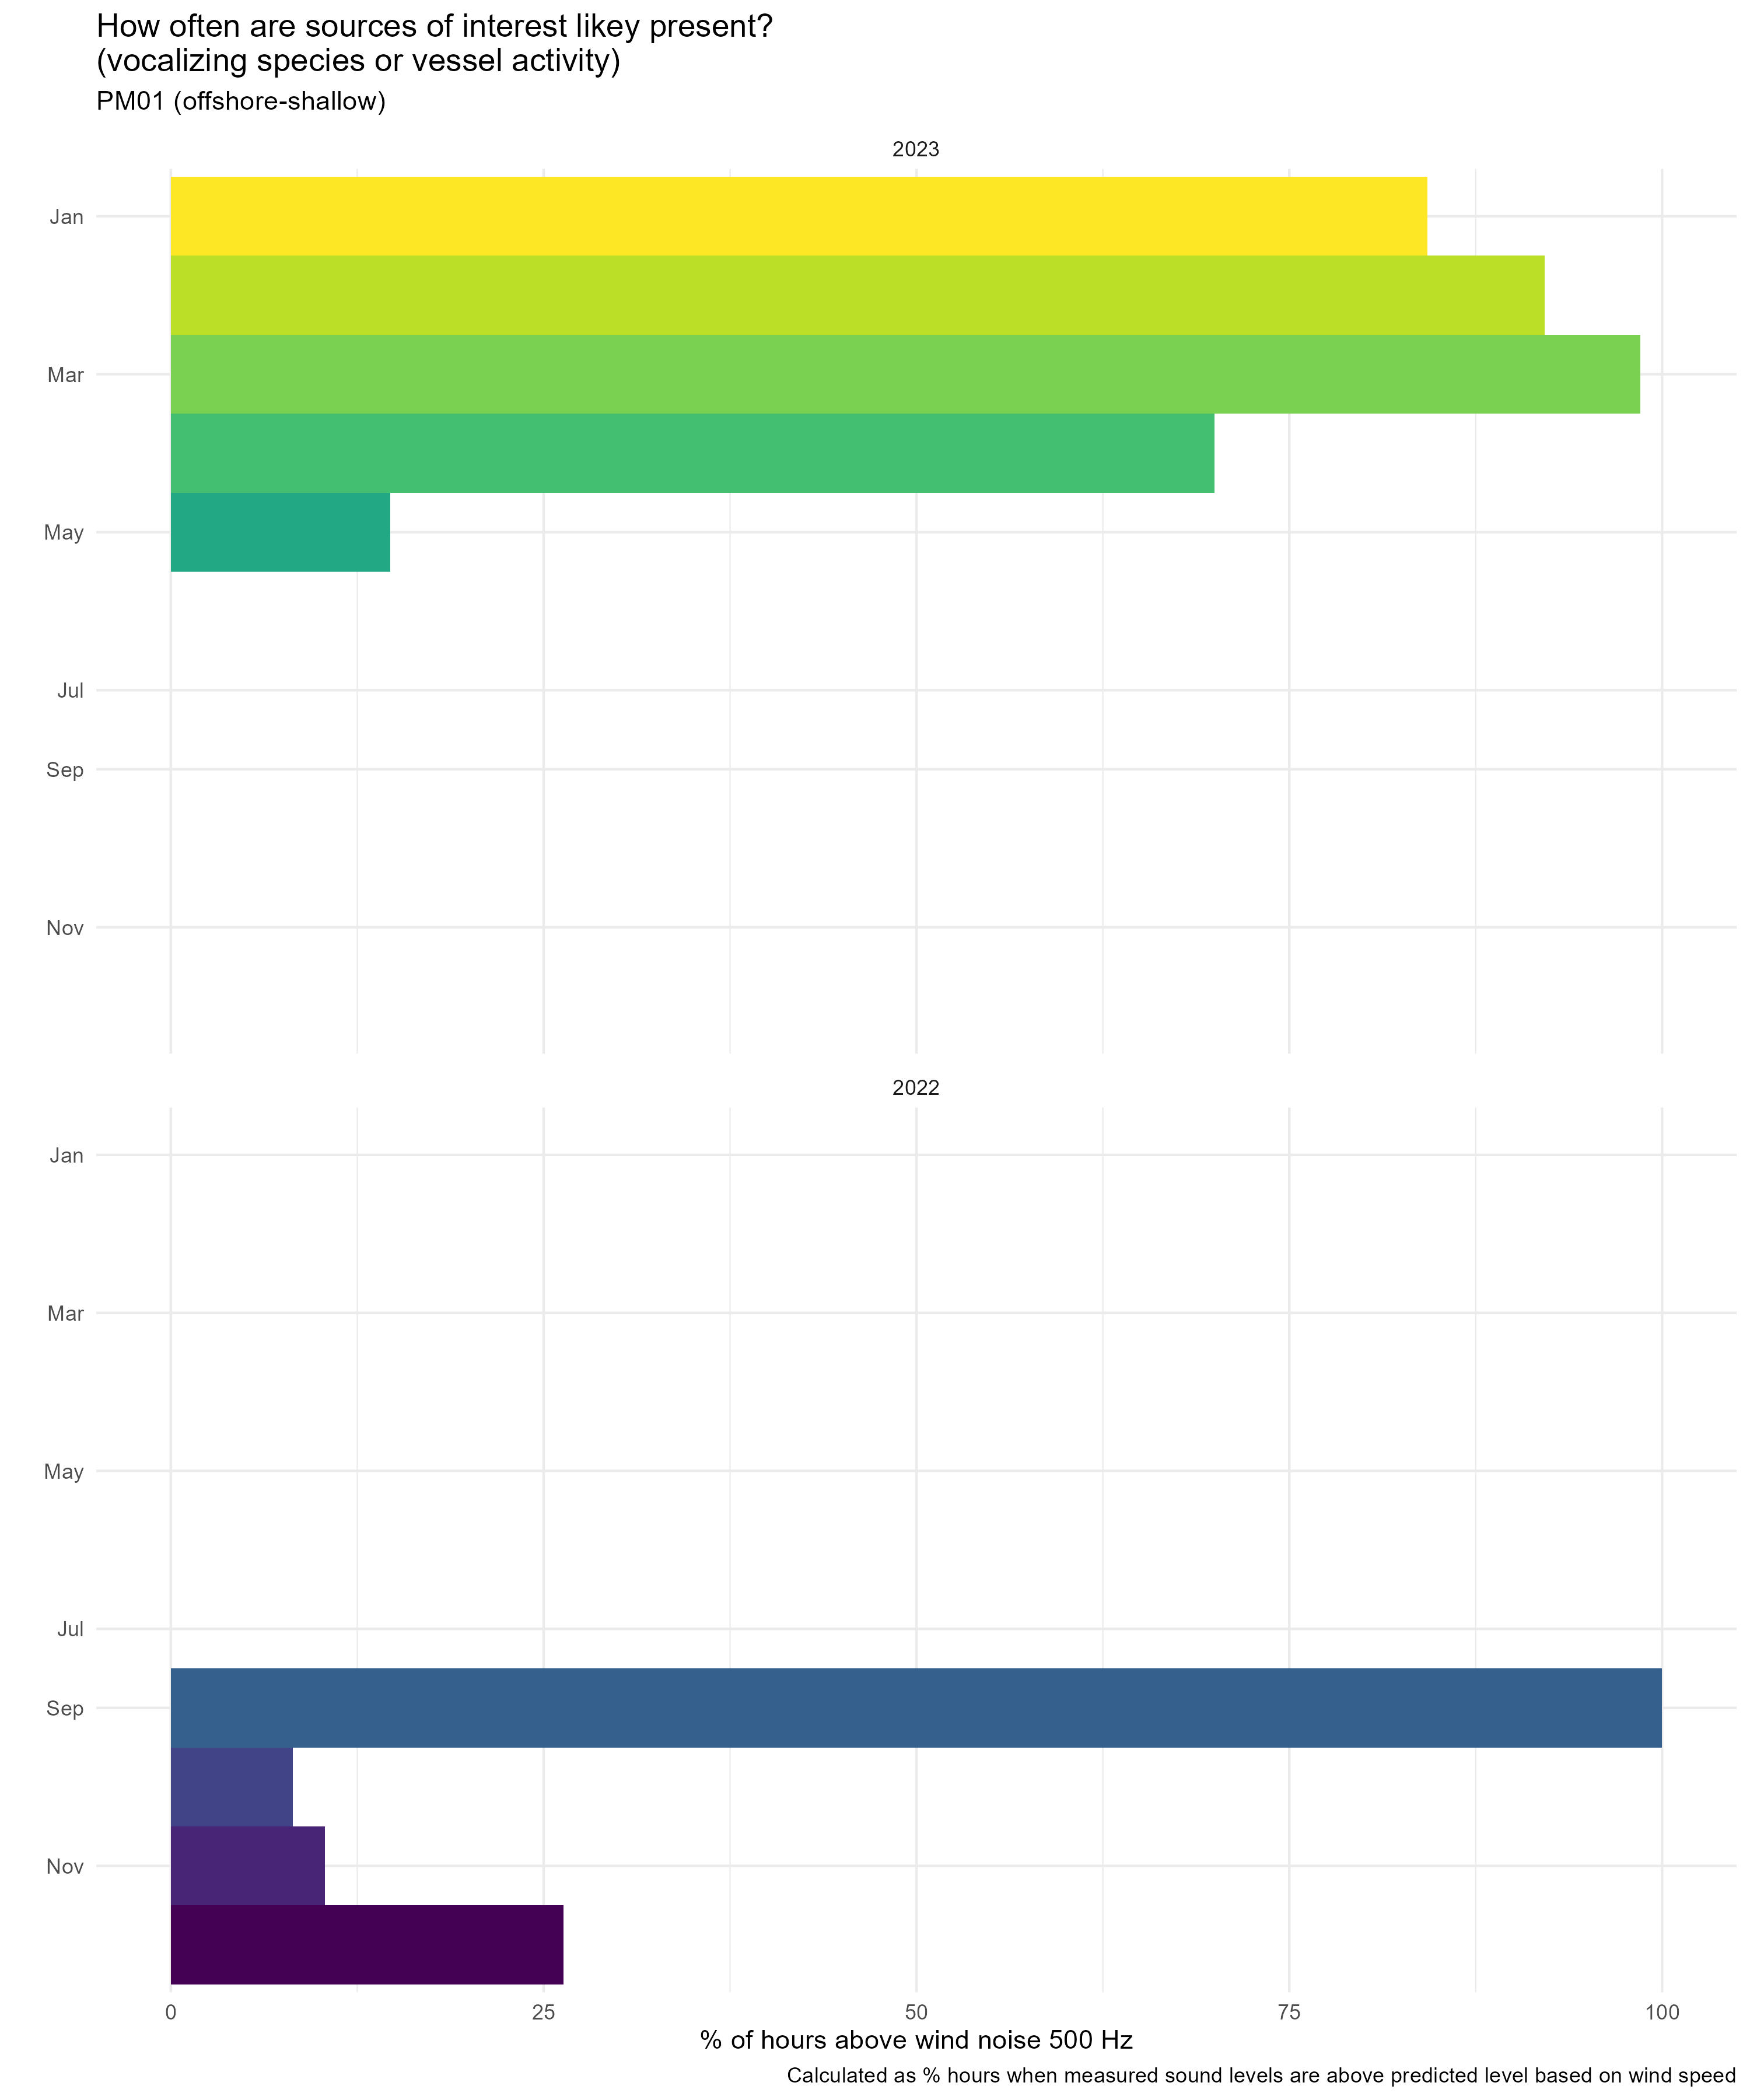 How often are sources of interest likey present?
(vocalizing species or vessel activity)
PM01 (offshore-shallow)
2023
Jan
Mar
May
Jul
Sep
Nov
2022
Jan
Mar
May
Jul
Sep
Nov
0 25 50 75 100
% of hours above wind noise 500 Hz
Calculated as % hours when measured sound levels are above predicted level based on wind speed